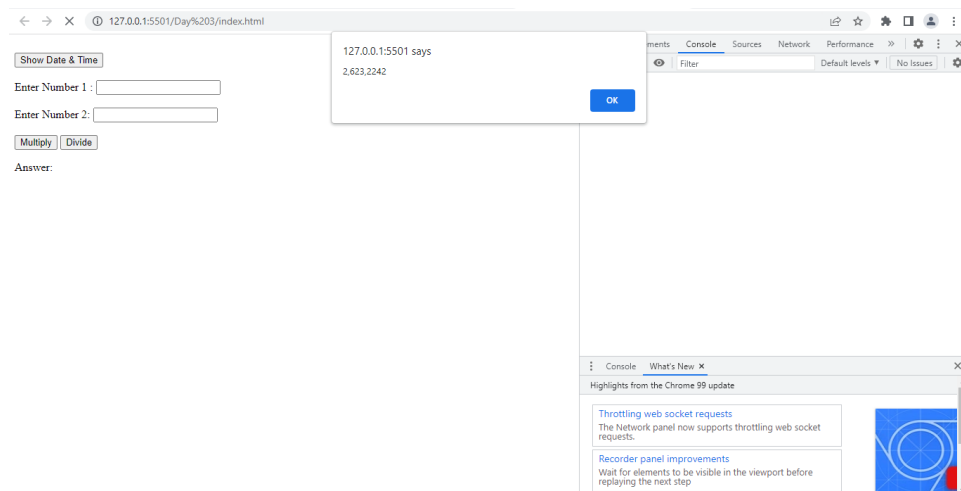 127.0.0.1:5501/Day%203/index.html
127.0.0.1:5501 says
2,623,2242
OK
Show Date & Time
Enter Number 1 :
Enter Number 2:
Multiply Divide
Answer:
ments Console Sources Network Performance
Filter Default levels ▼ No Issues
Console What's New ×
Highlights from the Chrome 99 update
Throttling web socket requests
The Network panel now supports throttling web socket
requests.
Recorder panel improvements
Wait for elements to be visible in the viewport before
replaying the next step